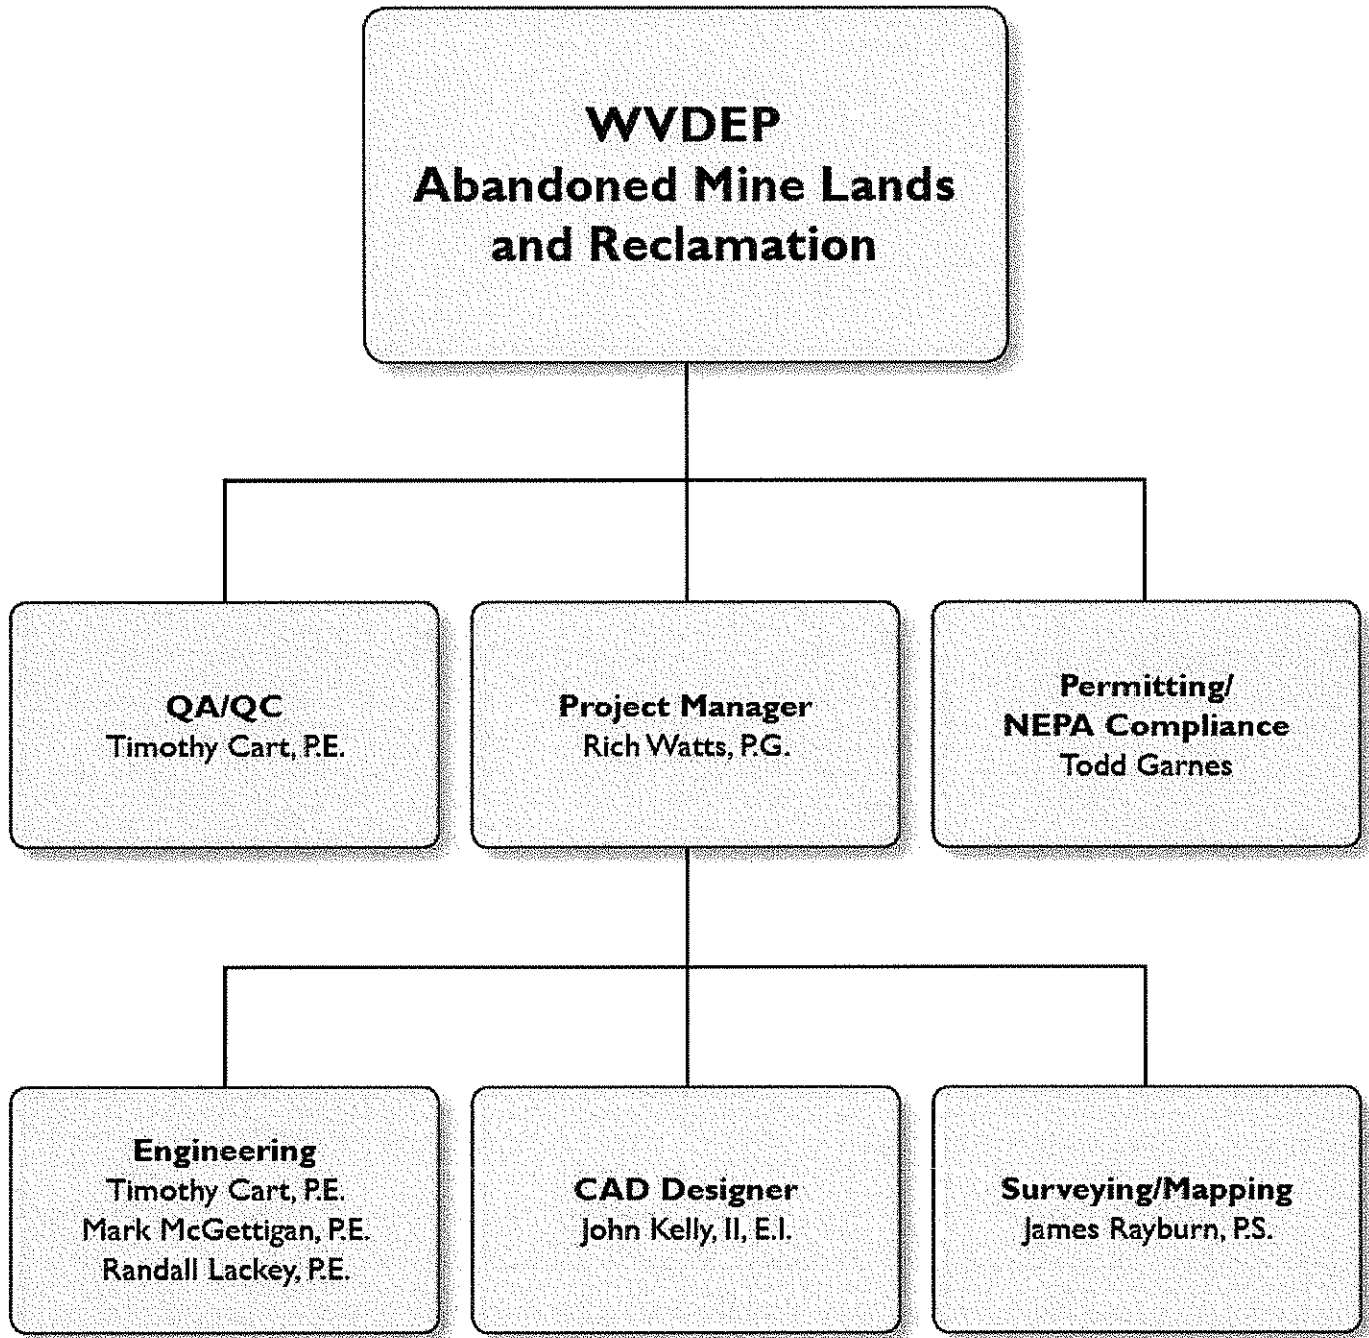 WVDEP
Abandoned Mine Lands
and Reclamation
QA/QC
Timothy Cart, P.E.
Project Manager
Rich Watts, P.G.
Permitting/
NEPA Compliance
Todd Garnes
Engineering
Timothy Cart, P.E.
Mark McGettigan, P.E.
Randall Lackey, P.E.
CAD Designer
John Kelly, II, E.I.
Surveying/Mapping
James Rayburn, P.S.